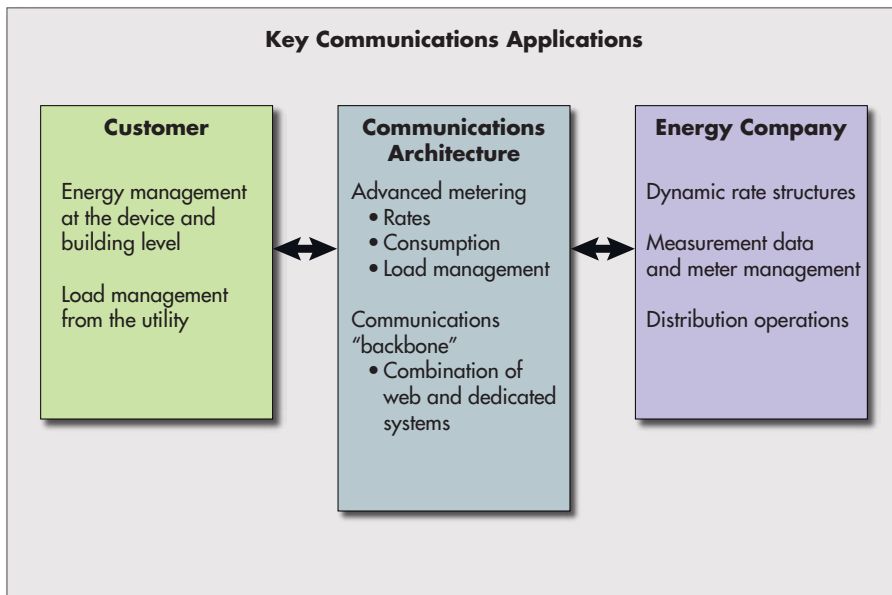 Key Communications Applications
Customer
Energy management
at the device and
building level
Load management
from the utility
Communications
Architecture
Advanced metering
• Rates
• Consumption
• Load management
Communications
“backbone”
• Combination of
web and dedicated
systems
Energy Company
Dynamic rate structures
Measurement data
and meter management
Distribution operations